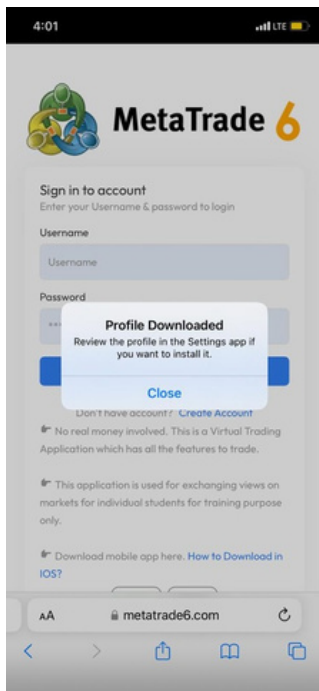 4:01
LTE
MetaTrade 6
Sign in to account
Enter your Username & password to login
Username
Username
Password
Profile Downloaded
Review the profile in the Settings app if
you want to install it.
Close
Don't have account? Create Account
No real money involved. This is a Virtual Trading
Application which has all the features to trade.
This application is used for exchanging views on
markets for individual students for training purpose
only.
Download mobile app here. How to Download in
IOS?
AA
metatrade6.com